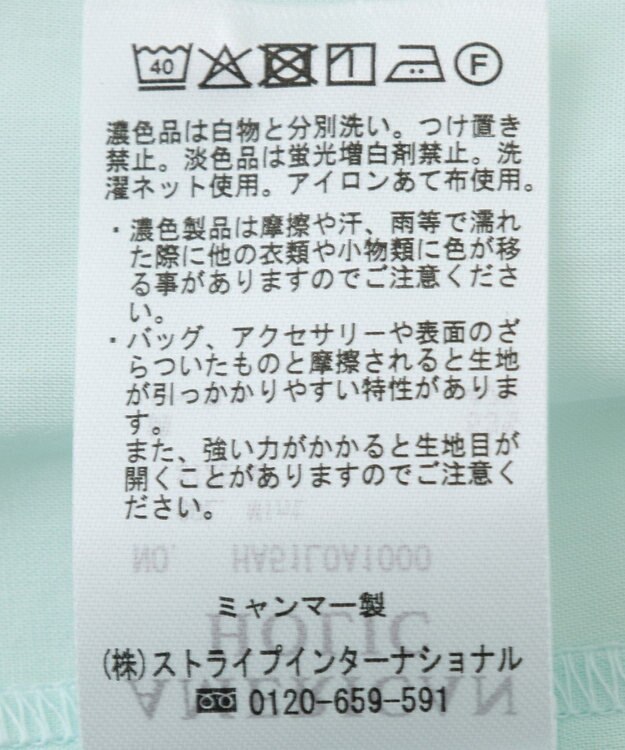 40 F
濃色品は白物と分別洗い。つけ置き
禁止。淡色品は蛍光増白剤禁止。洗
濯ネット使用。アイロンあて布使用。
・濃色製品は摩擦や汗、雨等で濡れ
た際に他の衣類や小物類に色が移
る事がありますのでご注意くださ
い。
・バッグ、アクセサリーや表面のざ
らついたものと摩擦されると生地
が引っかかりやすい特性がありま
す。
また、強い力がかかると生地目が
開くことがありますのでご注意く
ださい。
Mint
NO. HA51L0A1000
ミャンマー製
HOLIC
(株)ストライプインターナショナル
AMERICAN
0120-659-591